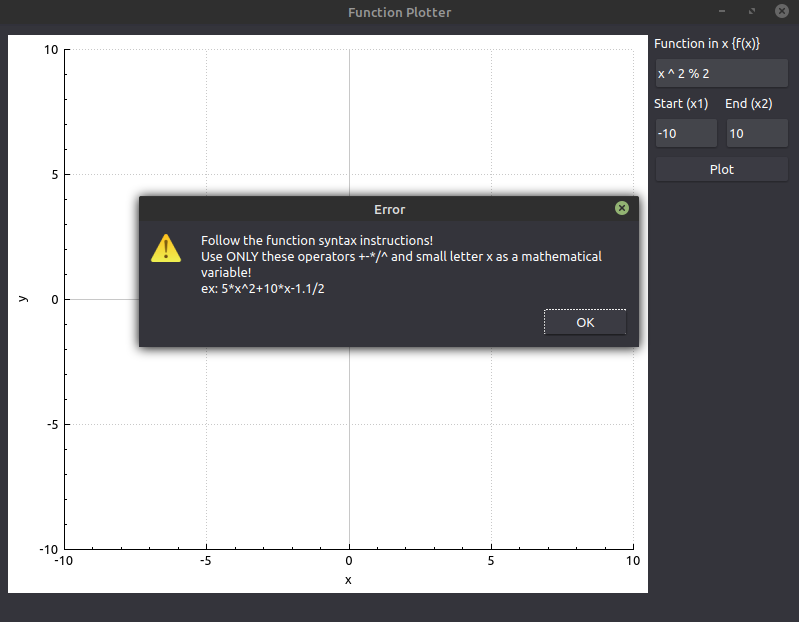 Function Plotter
Function in x {f(x)}
x ^ 2 % 2
Start (x1) End (x2)
-10 10
Plot
10
5
y
0
-5
-10
-10 -5 0 5 10
x
Error
Follow the function syntax instructions!
Use ONLY these operators +-*/^ and small letter x as a mathematical
variable!
ex: 5*x^2+10*x-1.1/2
OK